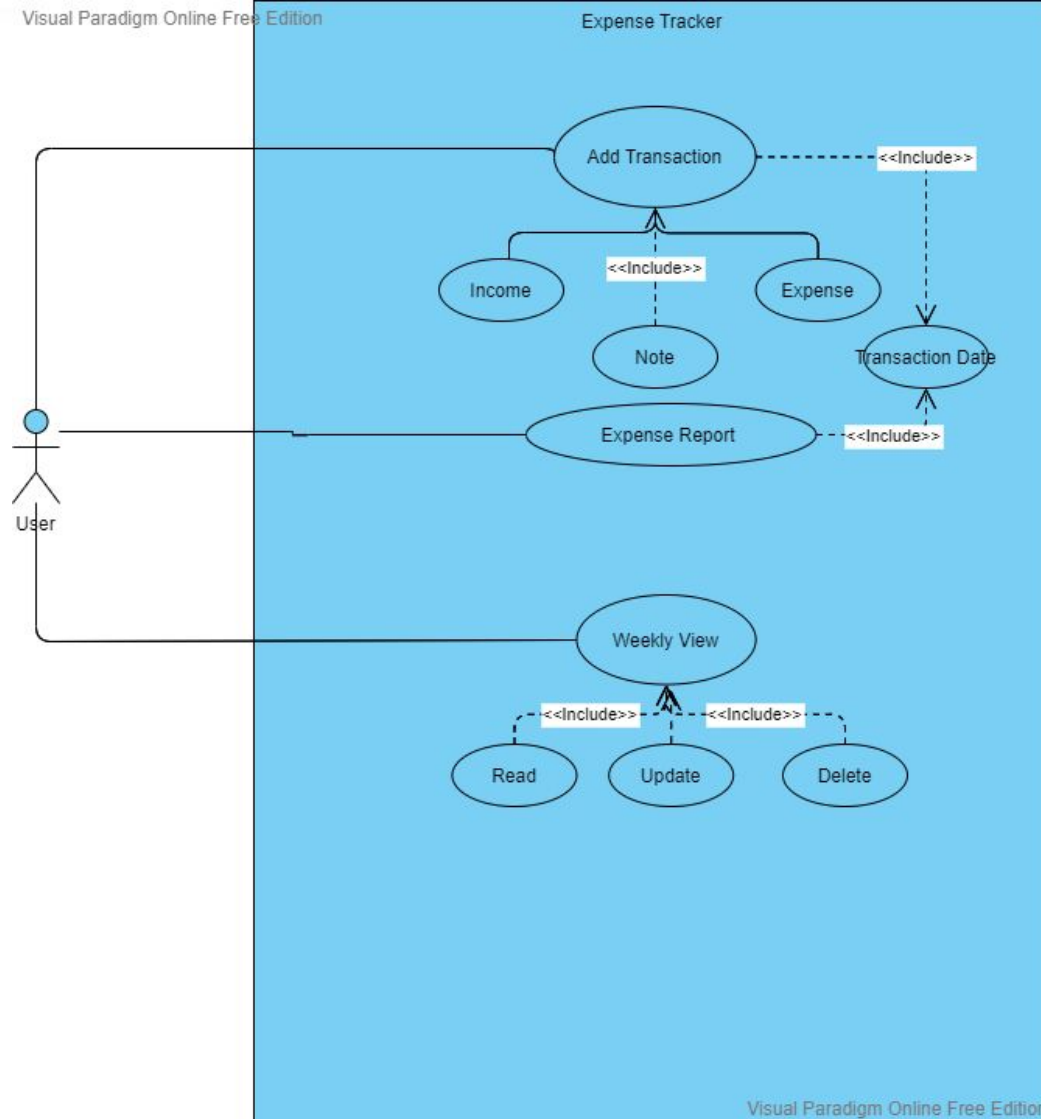 Visual Paradigm Online Free Edition
Expense Tracker
Add Transaction
<<Include>>
Income
<<Include>>
Expense
Note
Transaction Date
Expense Report
<<Include>>
User
Weekly View
<<Include>>
<<Include>>
Read
Update
Delete
Visual Paradigm Online Free Edition